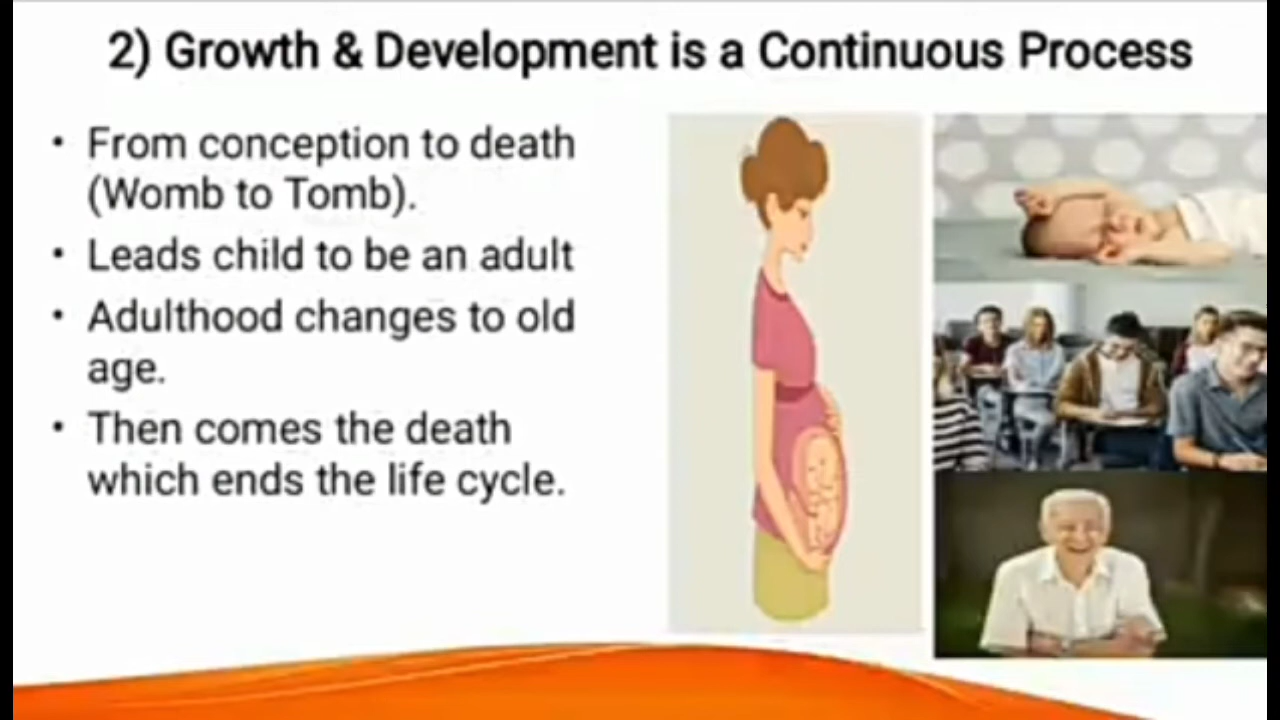 2) Growth & Development is a Continuous Process
• From conception to death
(Womb to Tomb).
• Leads child to be an adult
• Adulthood changes to old
age.
• Then comes the death
which ends the life cycle.